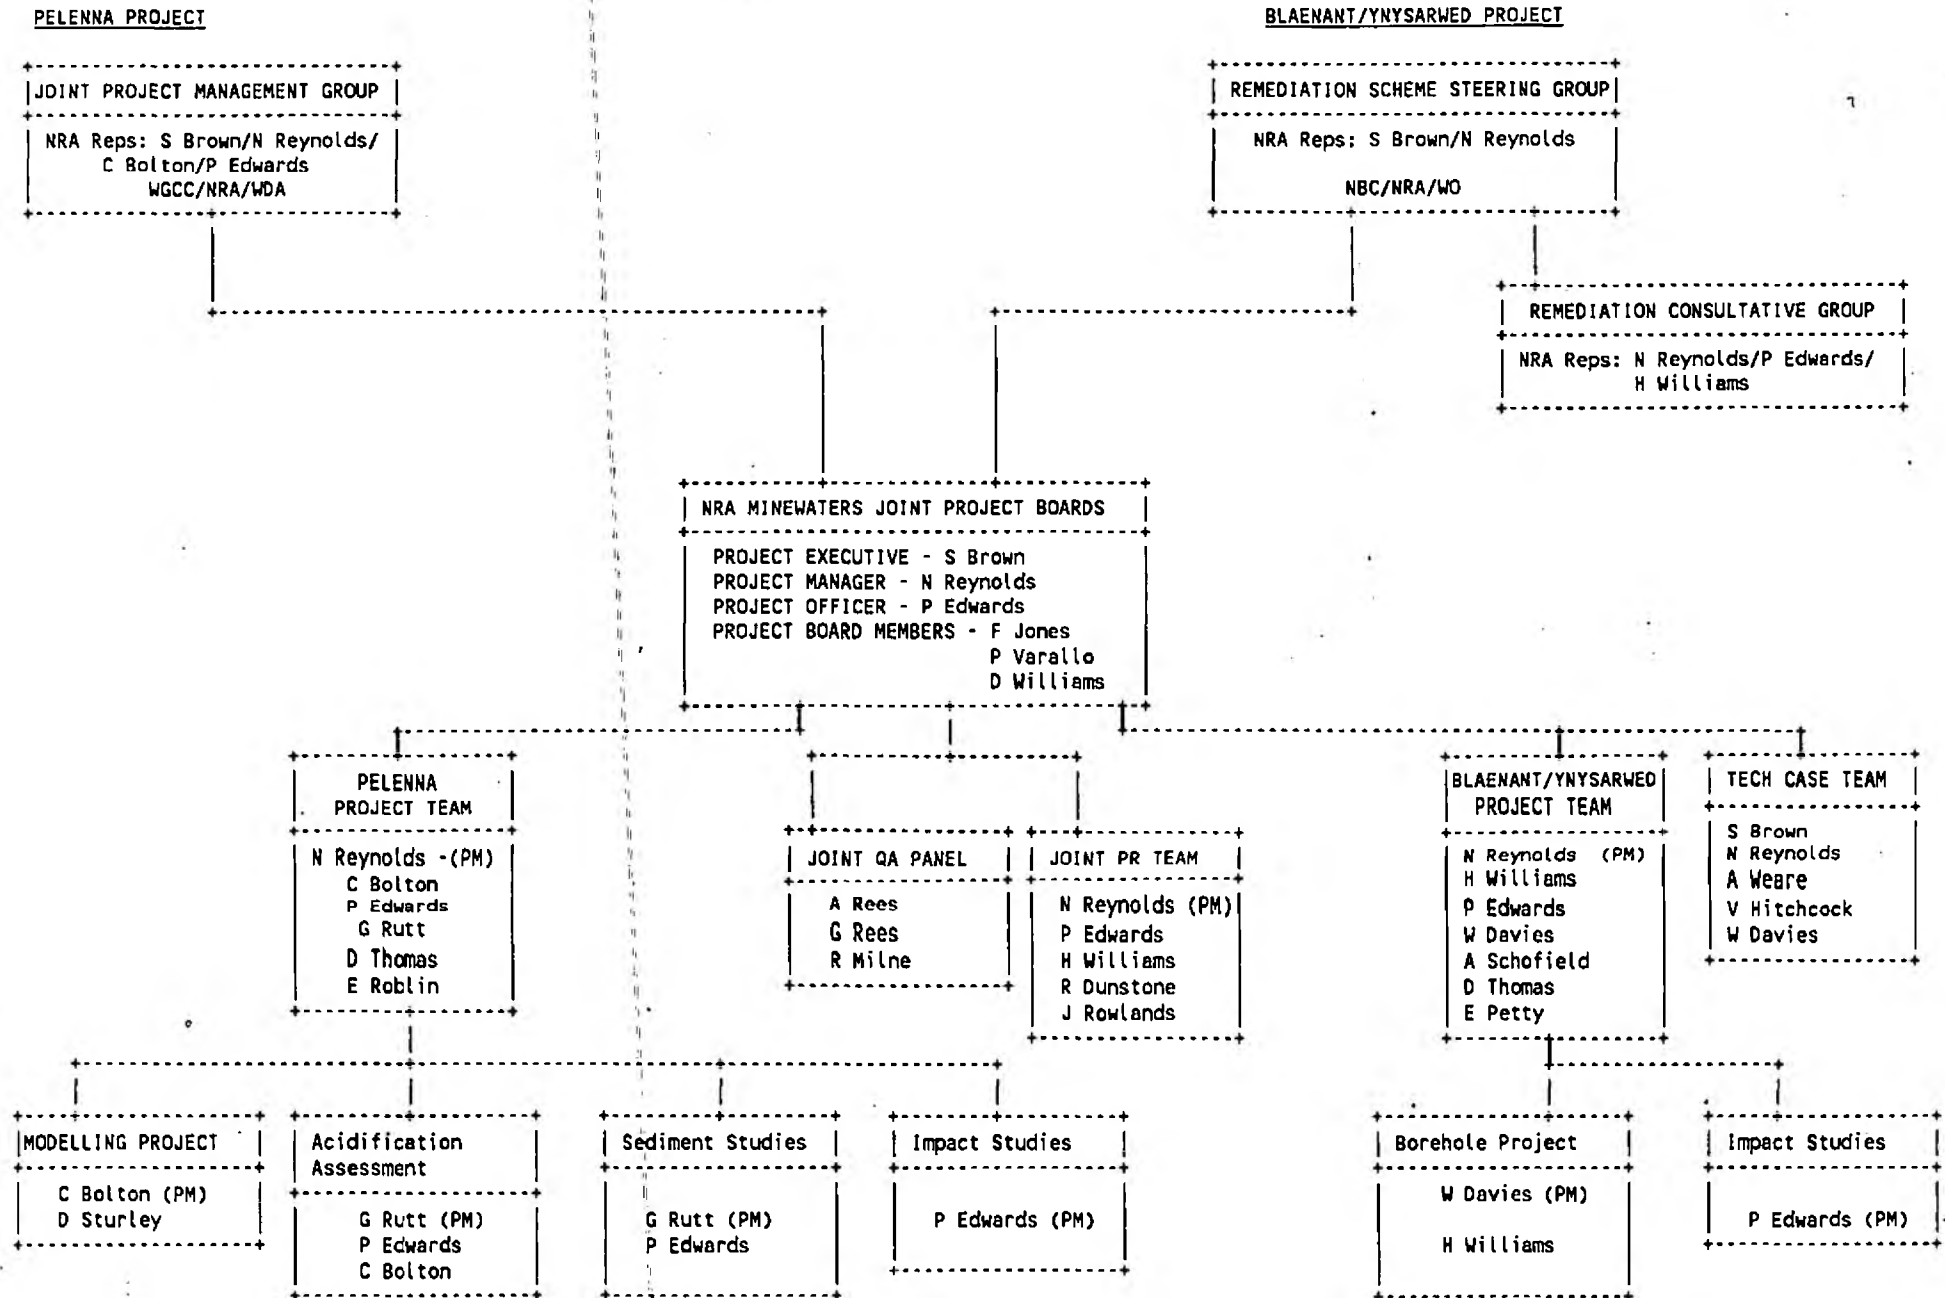 PELENNA PROJECT
BLAENANT/YNYSARWED PROJECT
JOINT PROJECT MANAGEMENT GROUP
NRA Reps: S Brown/N Reynolds/
C Bolton/P Edwards
WGCC/NRA/WDA
REMEDIATION SCHEME STEERING GROUP
NRA Reps: S Brown/N Reynolds
NBC/NRA/WO
REMEDIATION CONSULTATIVE GROUP
NRA Reps: N Reynolds/P Edwards/
H Williams
NRA MINEWATERS JOINT PROJECT BOARDS
PROJECT EXECUTIVE - S Brown
PROJECT MANAGER - N Reynolds
PROJECT OFFICER - P Edwards
PROJECT BOARD MEMBERS - F Jones
P Varallo
D Williams
PELENNA
PROJECT TEAM
N Reynolds -(PM)
C Bolton
P Edwards
G Rutt
D Thomas
E Roblin
JOINT QA PANEL
A Rees
G Rees
R Milne
JOINT PR TEAM
N Reynolds (PM)
P Edwards
H Williams
R Dunstone
J Rowlands
BLAENANT/YNYSARWED
PROJECT TEAM
N Reynolds (PM)
H Williams
P Edwards
W Davies
A Schofield
D Thomas
E Petty
TECH CASE TEAM
S Brown
N Reynolds
A Weare
V Hitchcock
W Davies
MODELLING PROJECT
C Bolton (PM)
D Sturley
Acidification
Assessment
G Rutt (PM)
P Edwards
C Bolton
Sediment Studies
G Rutt (PM)
P Edwards
Impact Studies
P Edwards (PM)
Borehole Project
W Davies (PM)
H Williams
Impact Studies
P Edwards (PM)